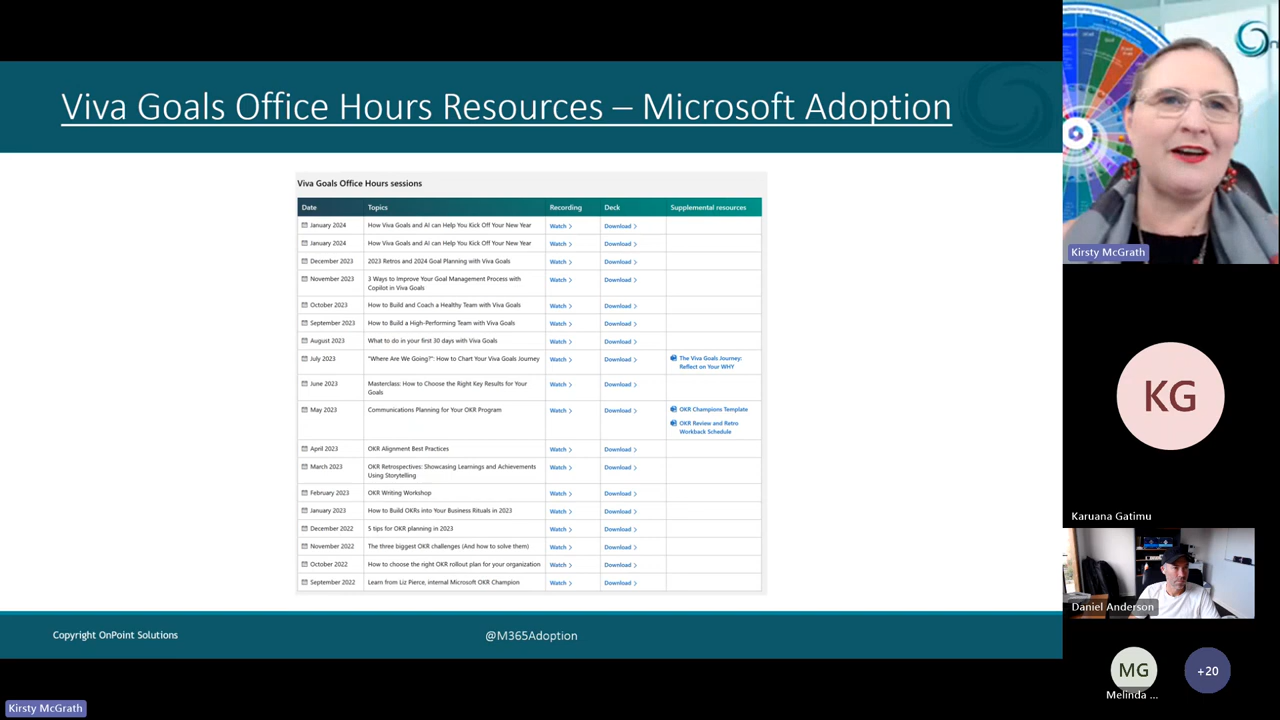 Viva Goals Office Hours Resources – Microsoft Adoption
Viva Goals Office Hours sessions
Date Topics Recording Deck Supplemental resources
January 2024 How Viva Goals and AI can Help You Kick Off Your New Year Watch > Download >
January 2024 How Viva Goals and AI can Help You Kick Off Your New Year Watch > Download >
December 2023 2023 Retros and 2024 Goal Planning with Viva Goals Watch > Download >
November 2023 3 Ways to Improve Your Goal Management Process with Watch > Download >
Copilot in Viva Goals
October 2023 How to Build and Coach a Healthy Team with Viva Goals Watch > Download >
September 2023 How to Build a High-Performing Team with Viva Goals Watch > Download >
August 2023 What to do in your first 30 days with Viva Goals Watch > Download >
July 2023 "Where Are We Going?": How to Chart Your Viva Goals Journey Watch > Download > The Viva Goals Journey:
Reflect on Your WHY
June 2023 Masterclass: How to Choose the Right Key Results for Your Watch > Download >
Goals
May 2023 Communications Planning for Your OKR Program Watch > Download > OKR Champions Template
OKR Review and Retro
Workback Schedule
April 2023 OKR Alignment Best Practices Watch > Download >
March 2023 OKR Retrospectives: Showcasing Learnings and Achievements Watch > Download >
Using Storytelling
February 2023 OKR Writing Workshop Watch > Download >
January 2023 How to Build OKRs into Your Business Rituals in 2023 Watch > Download >
December 2022 5 tips for OKR planning in 2023 Watch > Download >
November 2022 The three biggest OKR challenges (And how to solve them) Watch > Download >
October 2022 How to choose the right OKR rollout plan for your organization Watch > Download >
September 2022 Learn from Liz Pierce, internal Microsoft OKR Champion Watch > Download >
Copyright OnPoint Solutions
@M365Adoption
Kirsty McGrath
Kirsty McGrath
KG
Karuana Gatimu
Daniel Anderson
MG
Melinda ...
+20